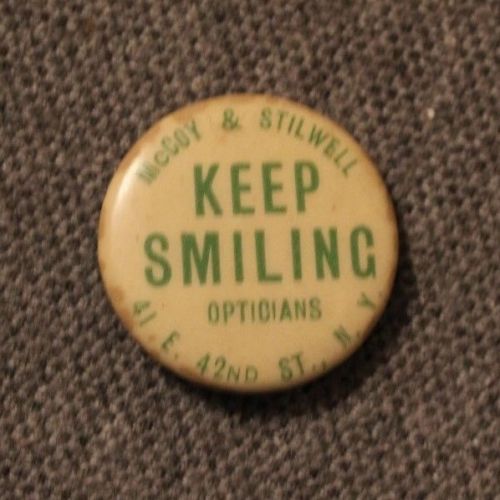 McCOY & STILWELL
KEEP
SMILING
OPTICIANS
41 E. 42ND ST., N.Y.